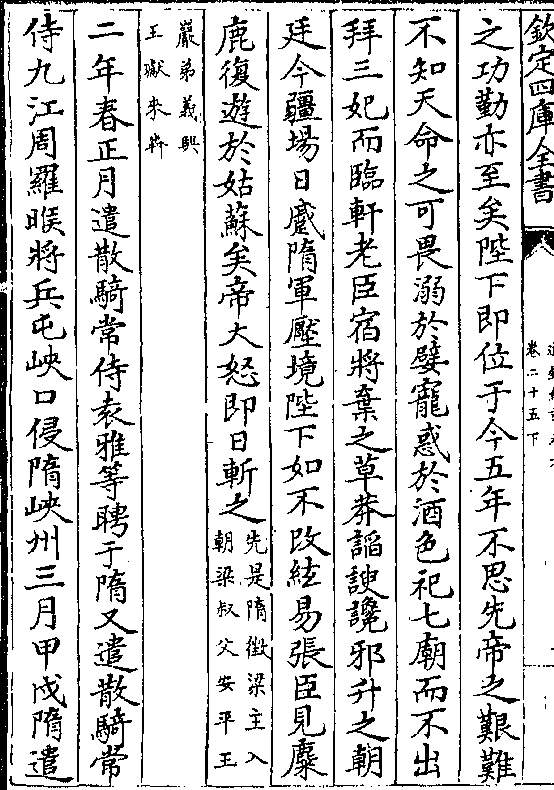 欽定四庫全書
卷二十五下
之功勤亦至矣陛下即位于今五年不思先帝之艱難
不知天命之可畏溺於嬖寵惑於酒色祀七廟而不出
拜三妃而臨軒老臣宿將棄之草莽謟諛讒邪升之朝
廷今疆場日蹙隋軍壓境陛下如不改絃易張臣見麋
鹿復遊於姑蘇矣帝大怒即日斬之
先是隋徴梁主入
朝梁叔父安平王
巖弟義興
王瓛來奔
二年春正月遣散騎常侍袁雅等聘于隋又遣散騎常
侍九江周羅㬋將兵屯峽口侵隋峽州三月甲戌隋遣